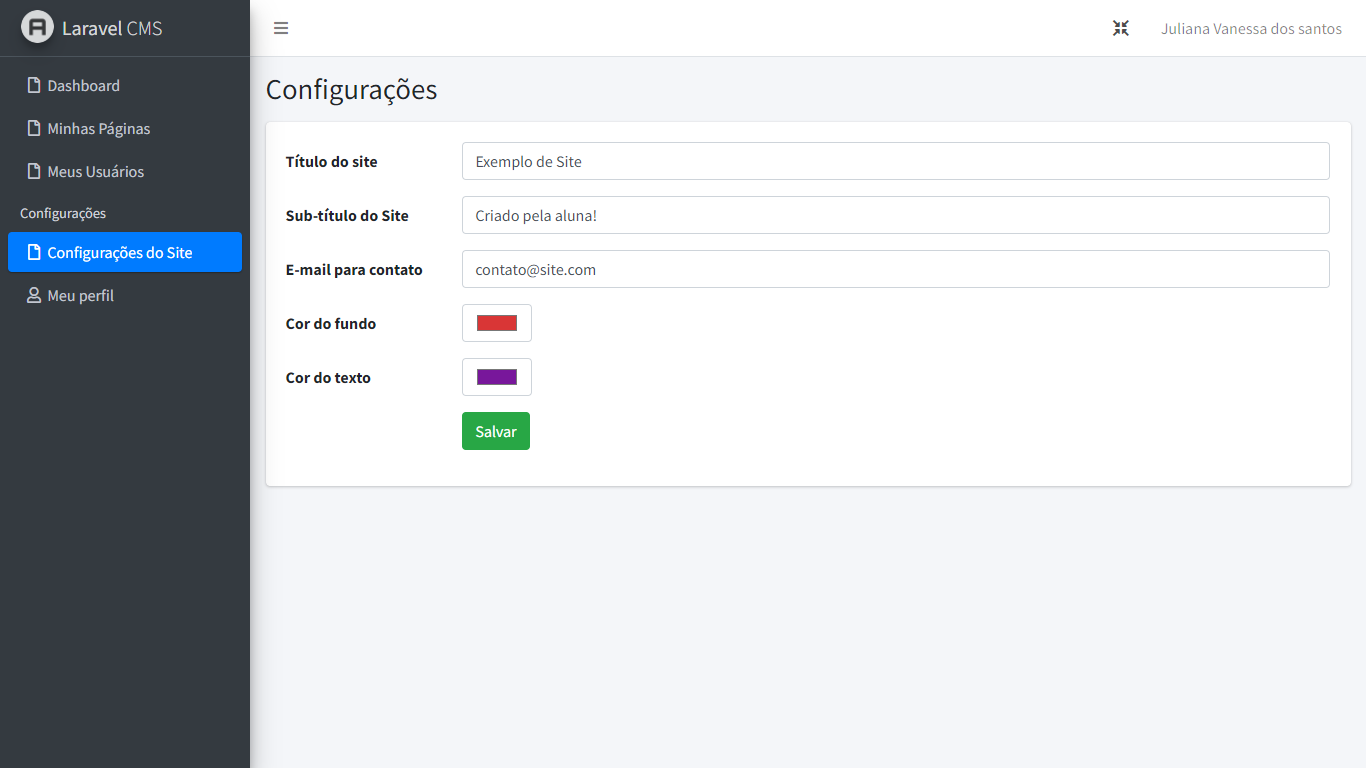 Laravel CMS
Juliana Vanessa dos santos
Dashboard
Minhas Páginas
Meus Usuários
Configurações
Configurações do Site
Meu perfil
Configurações
Título do site
Exemplo de Site
Sub-título do Site
Criado pela aluna!
E-mail para contato
contato@site.com
Cor do fundo
Cor do texto
Salvar